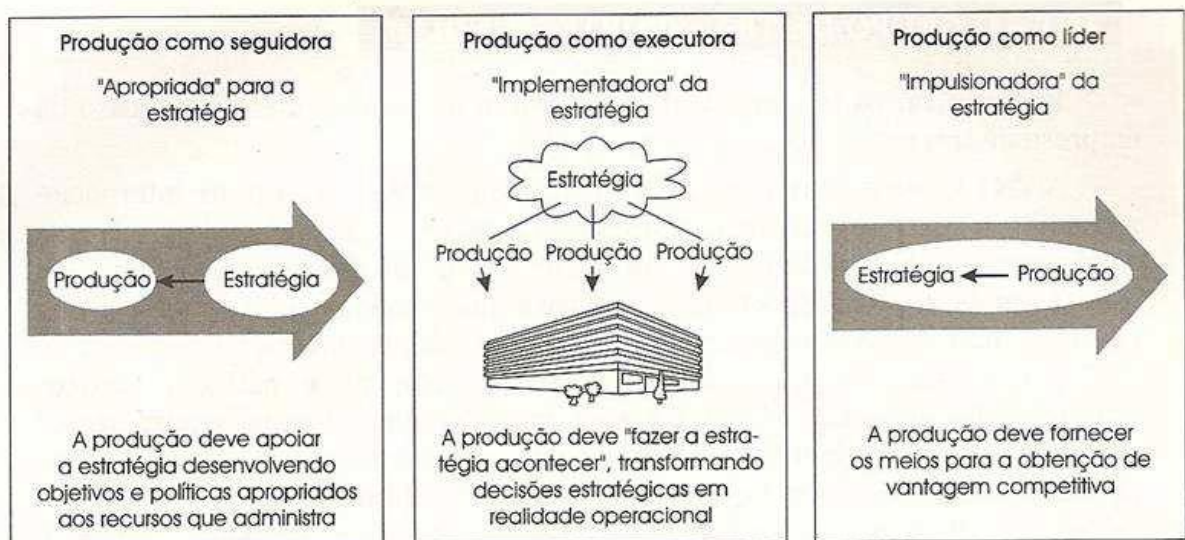 Produção como seguidora
"Apropriada" para a
estratégia
Produção
Estratégia
A produção deve apoiar
a estratégia desenvolvendo
objetivos e políticas apropriados
aos recursos que administra
Produção como executora
"Implementadora" da
estratégia
Estratégia
Produção Produção Produção
A produção deve "fazer a estra-
tégia acontecer", transformando
decisões estratégicas em
realidade operacional
Produção como líder
"Impulsionadora" da
estratégia
Estratégia
Produção
A produção deve fornecer
os meios para a obtenção de
vantagem competitiva